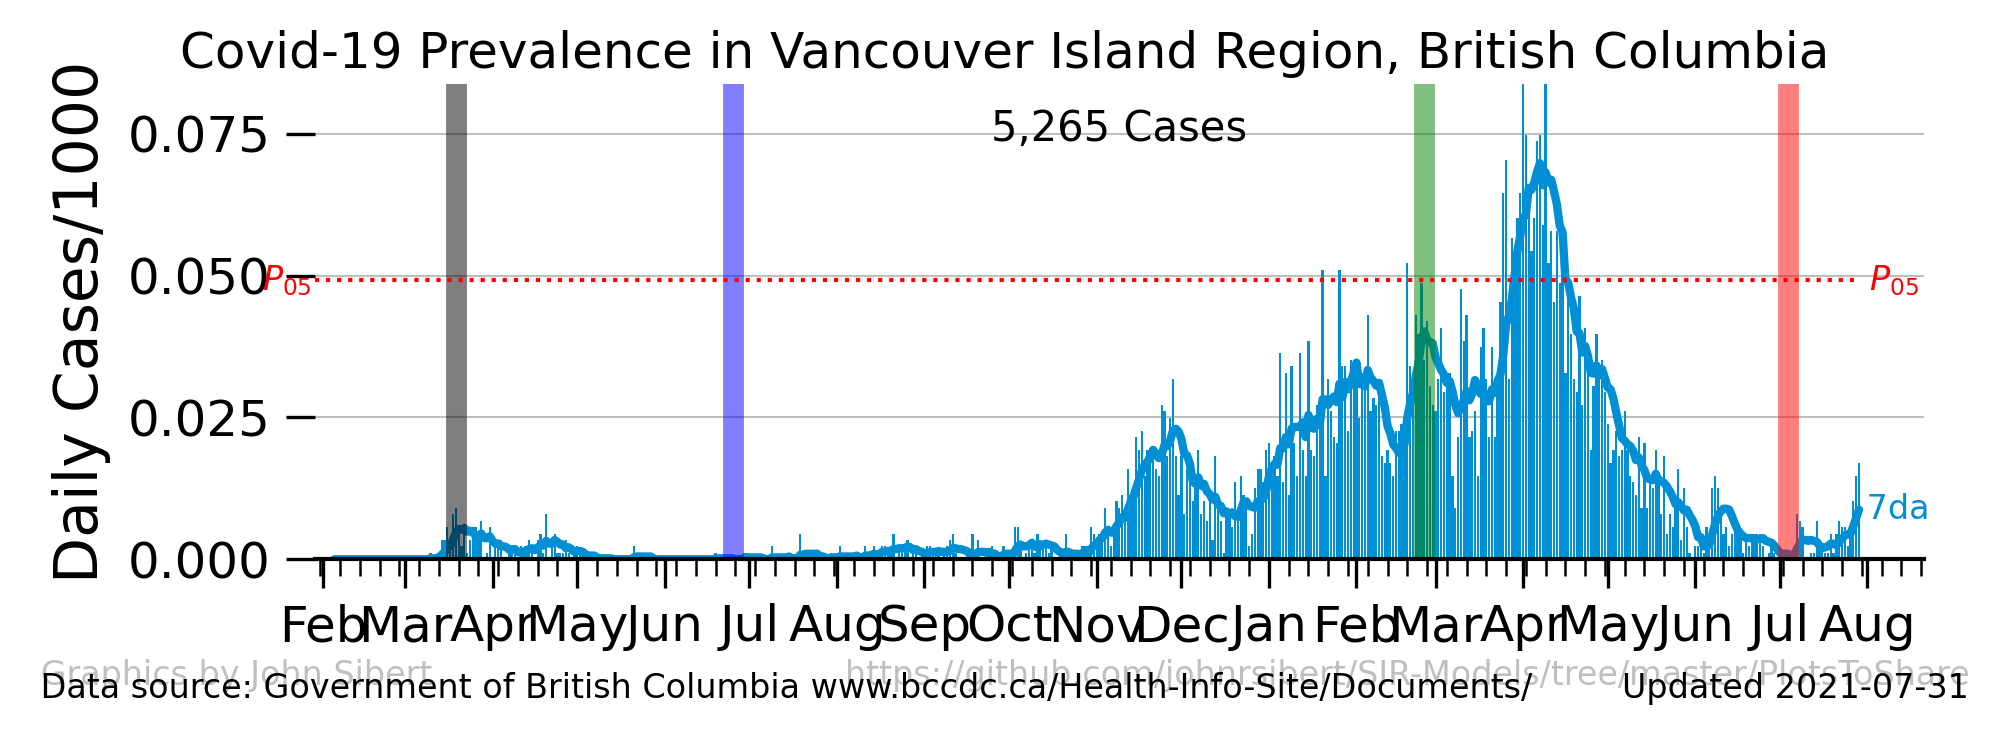 Covid-19 Prevalence in Vancouver Island Region, British Columbia
Daily Cases/1000
5,265 Cases
0.075
0.050
0.025
0.000
P05
P05
7da
Feb Mar Apr May Jun Jul Aug Sep Oct Nov Dec Jan Feb Mar Apr May Jun Jul Aug
Graphics by John Sibert https://github.com/johnrsibert/SIR-Models/tree/master/PlotsToShare
Data source: Government of British Columbia www.bccdc.ca/Health-Info-Site/Documents/ Updated 2021-07-31